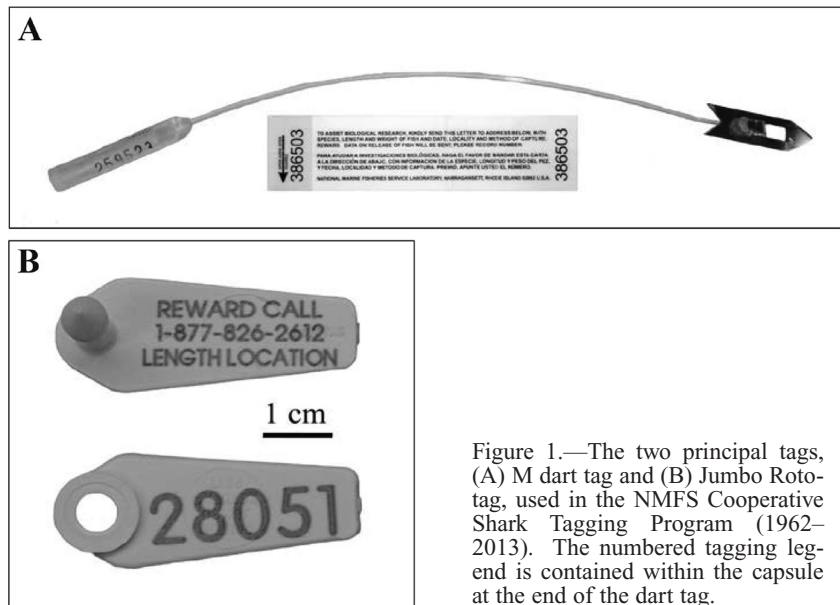 A
259523
386503
TO ASSIST BIOLOGICAL RESEARCH, KINDLY SEND THIS LETTER TO ADDRESS BELOW, WITH
SPECIES, LENGTH AND WEIGHT OF FISH AND DATE, LOCALITY AND METHOD OF CAPTURE.
REWARD. DATA ON RELEASE OF FISH WILL BE SENT; PLEASE RECORD NUMBER.
PARA AYUDAR A INVESTIGACIONES BIOLÓGICAS, HAGA EL FAVOR DE MANDAR ESTA CARTA
A LA DIRECCIÓN DE ABAJO, CON INFORMACION DE LA ESPECIE, LONGITUD Y PESO DEL PEZ,
Y FECHA, LOCALIDAD Y METODO DE CAPTURA. PREMIO. APUNTE USTED EL NÚMERO.
NATIONAL MARINE FISHERIES SERVICE LABORATORY, NARRAGANSETT, RHODE ISLAND 02882 U.S.A.
386503
B
REWARD CALL
1-877-826-2612
LENGTH LOCATION
1 cm
28051
Figure 1.—The two principal tags,
(A) M dart tag and (B) Jumbo Roto-
tag, used in the NMFS Cooperative
Shark Tagging Program (1962–
2013). The numbered tagging leg-
end is contained within the capsule
at the end of the dart tag.